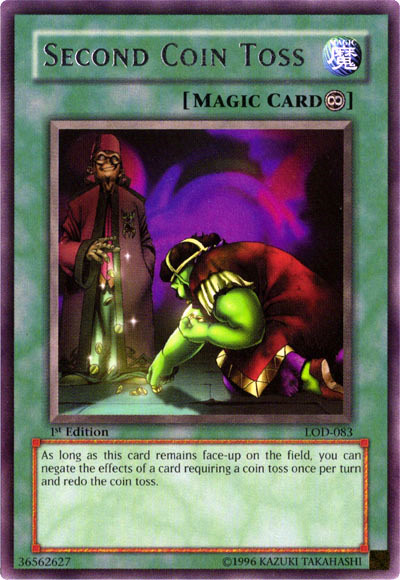 SECOND COIN TOSS
MAGIC
魔
[MAGIC CARD]
1st Edition
LOD-083
As long as this card remains face-up on the field, you can
negate the effects of a card requiring a coin toss once per turn
and redo the coin toss.
36562627
©1996 KAZUKI TAKAHASHI